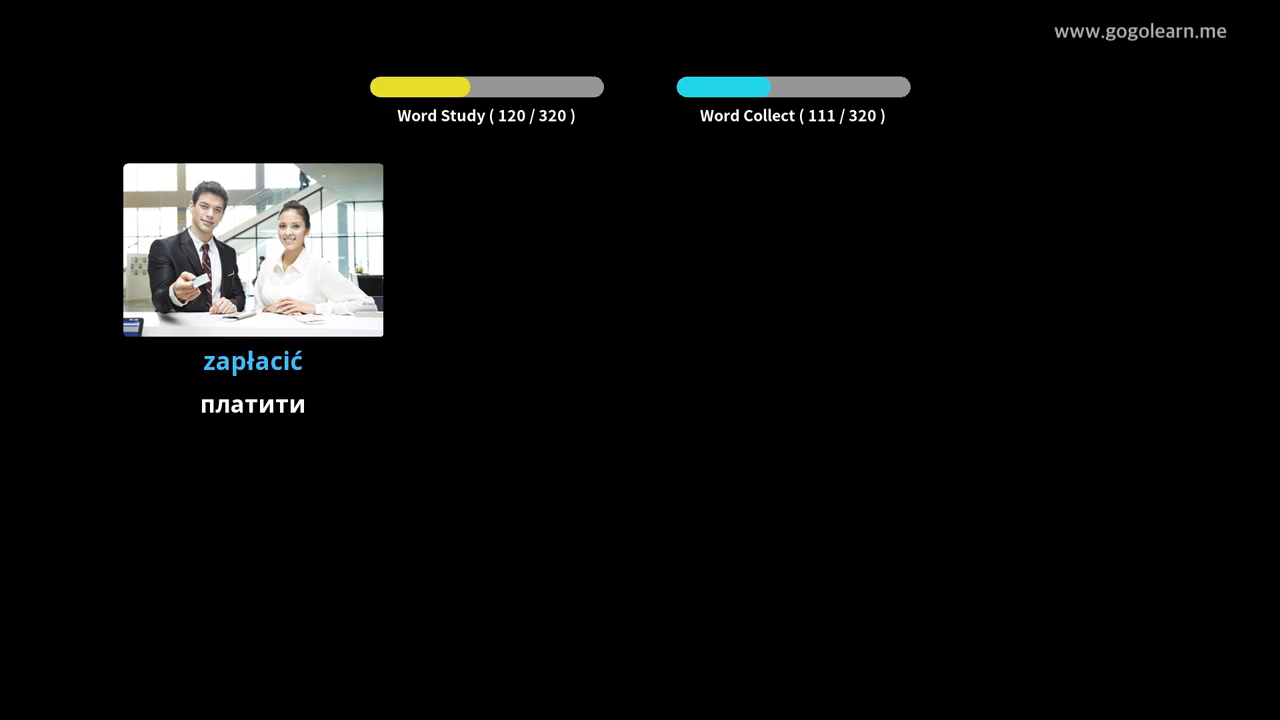 www.gogolearn.me
Word Study ( 120 / 320 )
Word Collect ( 111 / 320 )
zapłacić
платити